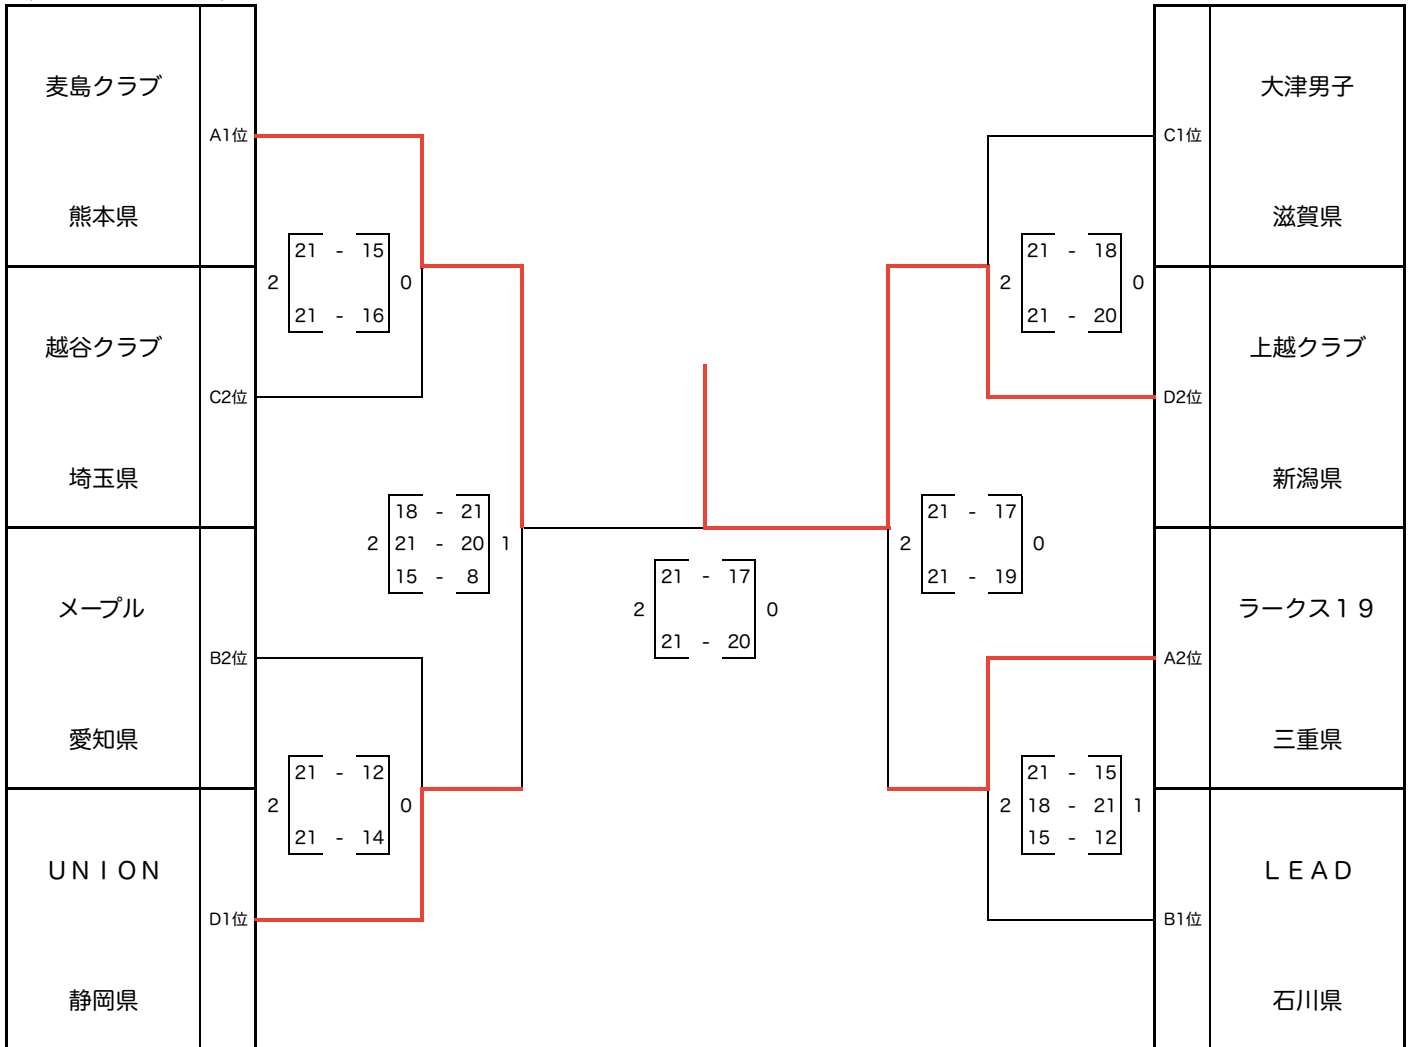 麦島クラブ
A1位
熊本県
越谷クラブ
C2位
埼玉県
メープル
B2位
愛知県
ＵＮＩＯＮ
D1位
静岡県
21 - 15
2 0
21 - 16
18 - 21
2 21 - 20 1
15 - 8
21 - 12
2 0
21 - 14
21 - 17
2 0
21 - 20
21 - 18
2 0
21 - 20
21 - 17
2 0
21 - 19
21 - 15
2 18 - 21 1
15 - 12
大津男子
C1位
滋賀県
上越クラブ
D2位
新潟県
ラークス１９
A2位
三重県
ＬＥＡＤ
B1位
石川県